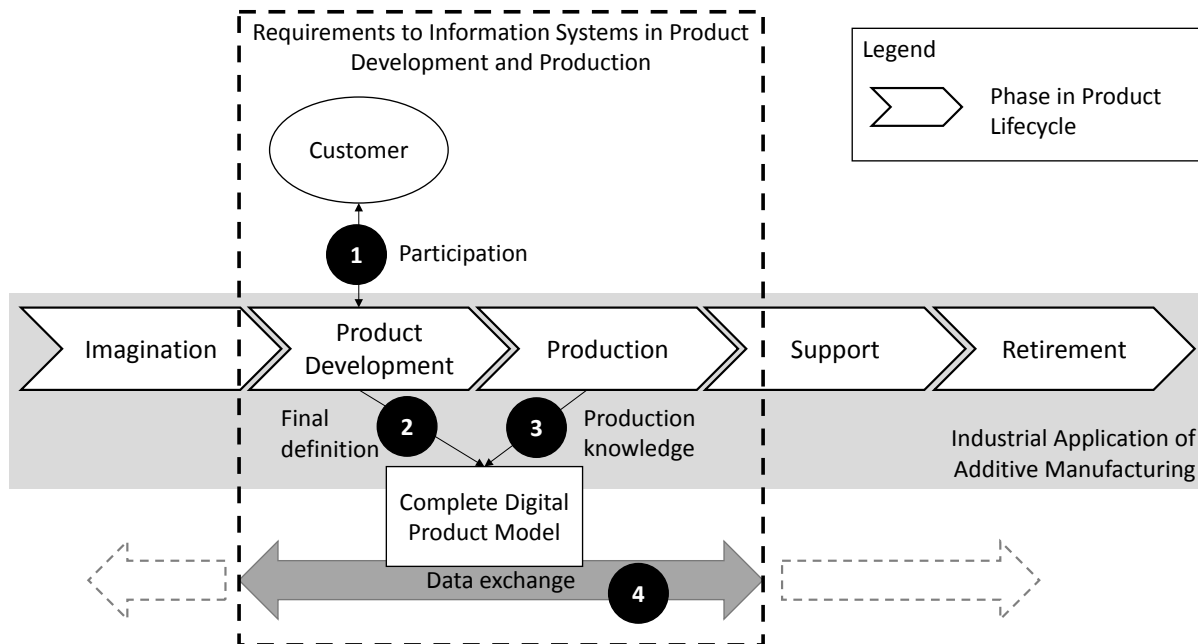 Requirements to Information Systems in Product
Development and Production
Legend
Phase in Product
Lifecycle
Customer
1
Participation
Imagination
Product
Development
Production
Support
Retirement
Final
definition
2
3
Production
knowledge
Industrial Application of
Additive Manufacturing
Complete Digital
Product Model
Data exchange
4